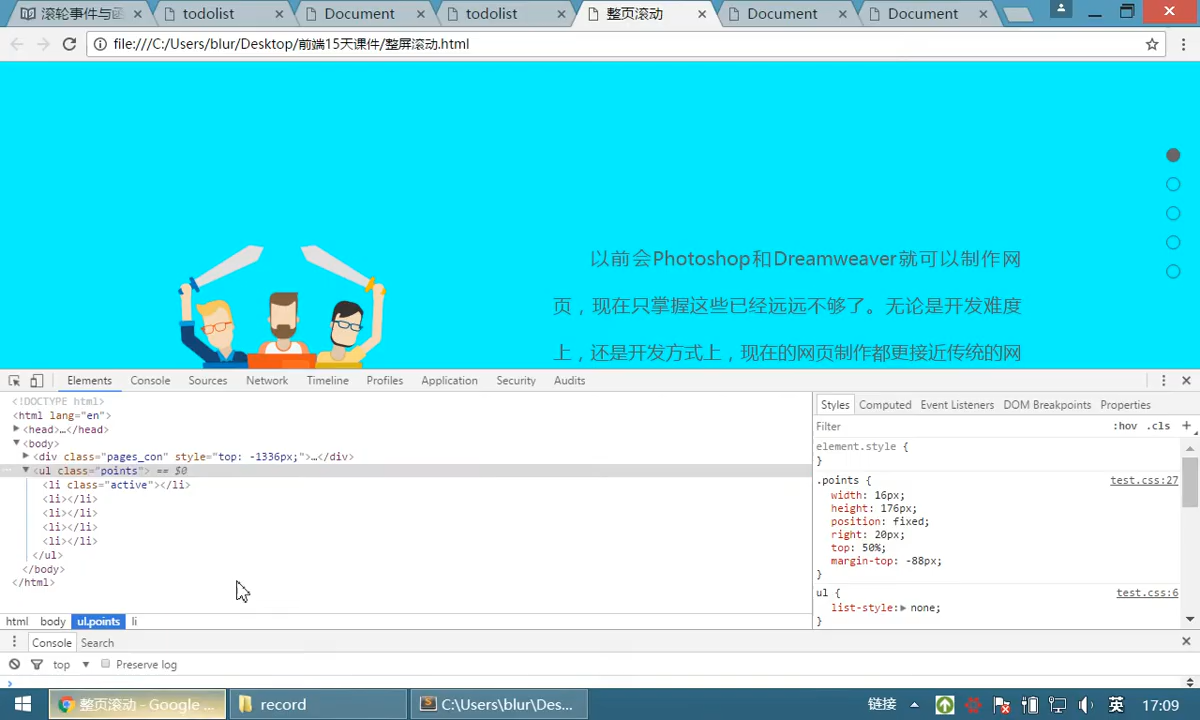 滚轮事件与函
todolist
Document
todolist
整页滚动
Document
Document
file:///C:/Users/blur/Desktop/前端15天课件/整屏滚动.html
以前会Photoshop和Dreamweaver就可以制作网
页，现在只掌握这些已经远远不够了。无论是开发难度
上，还是开发方式上，现在的网页制作都更接近传统的网
Elements Console Sources Network Timeline Profiles Application Security Audits
<!DOCTYPE html>
<html lang="en">
<head>…</head>
<body>
<div class="pages_con" style="top: -1336px;">…</div>
<ul class="points"> == $0
<li class="active"></li>
<li></li>
<li></li>
<li></li>
<li></li>
</ul>
</body>
</html>
html body ul.points li
Styles Computed Event Listeners DOM Breakpoints Properties
Filter :hov .cls +
element.style {
}
.points { test.css:27
width: 16px;
height: 176px;
position: fixed;
right: 20px;
top: 50%;
margin-top: -88px;
}
ul { test.css:6
list-style: none;
}
Console Search
top Preserve log
整页滚动 - Google ...
record
C:\Users\blur\Des...
链接
英
17:09